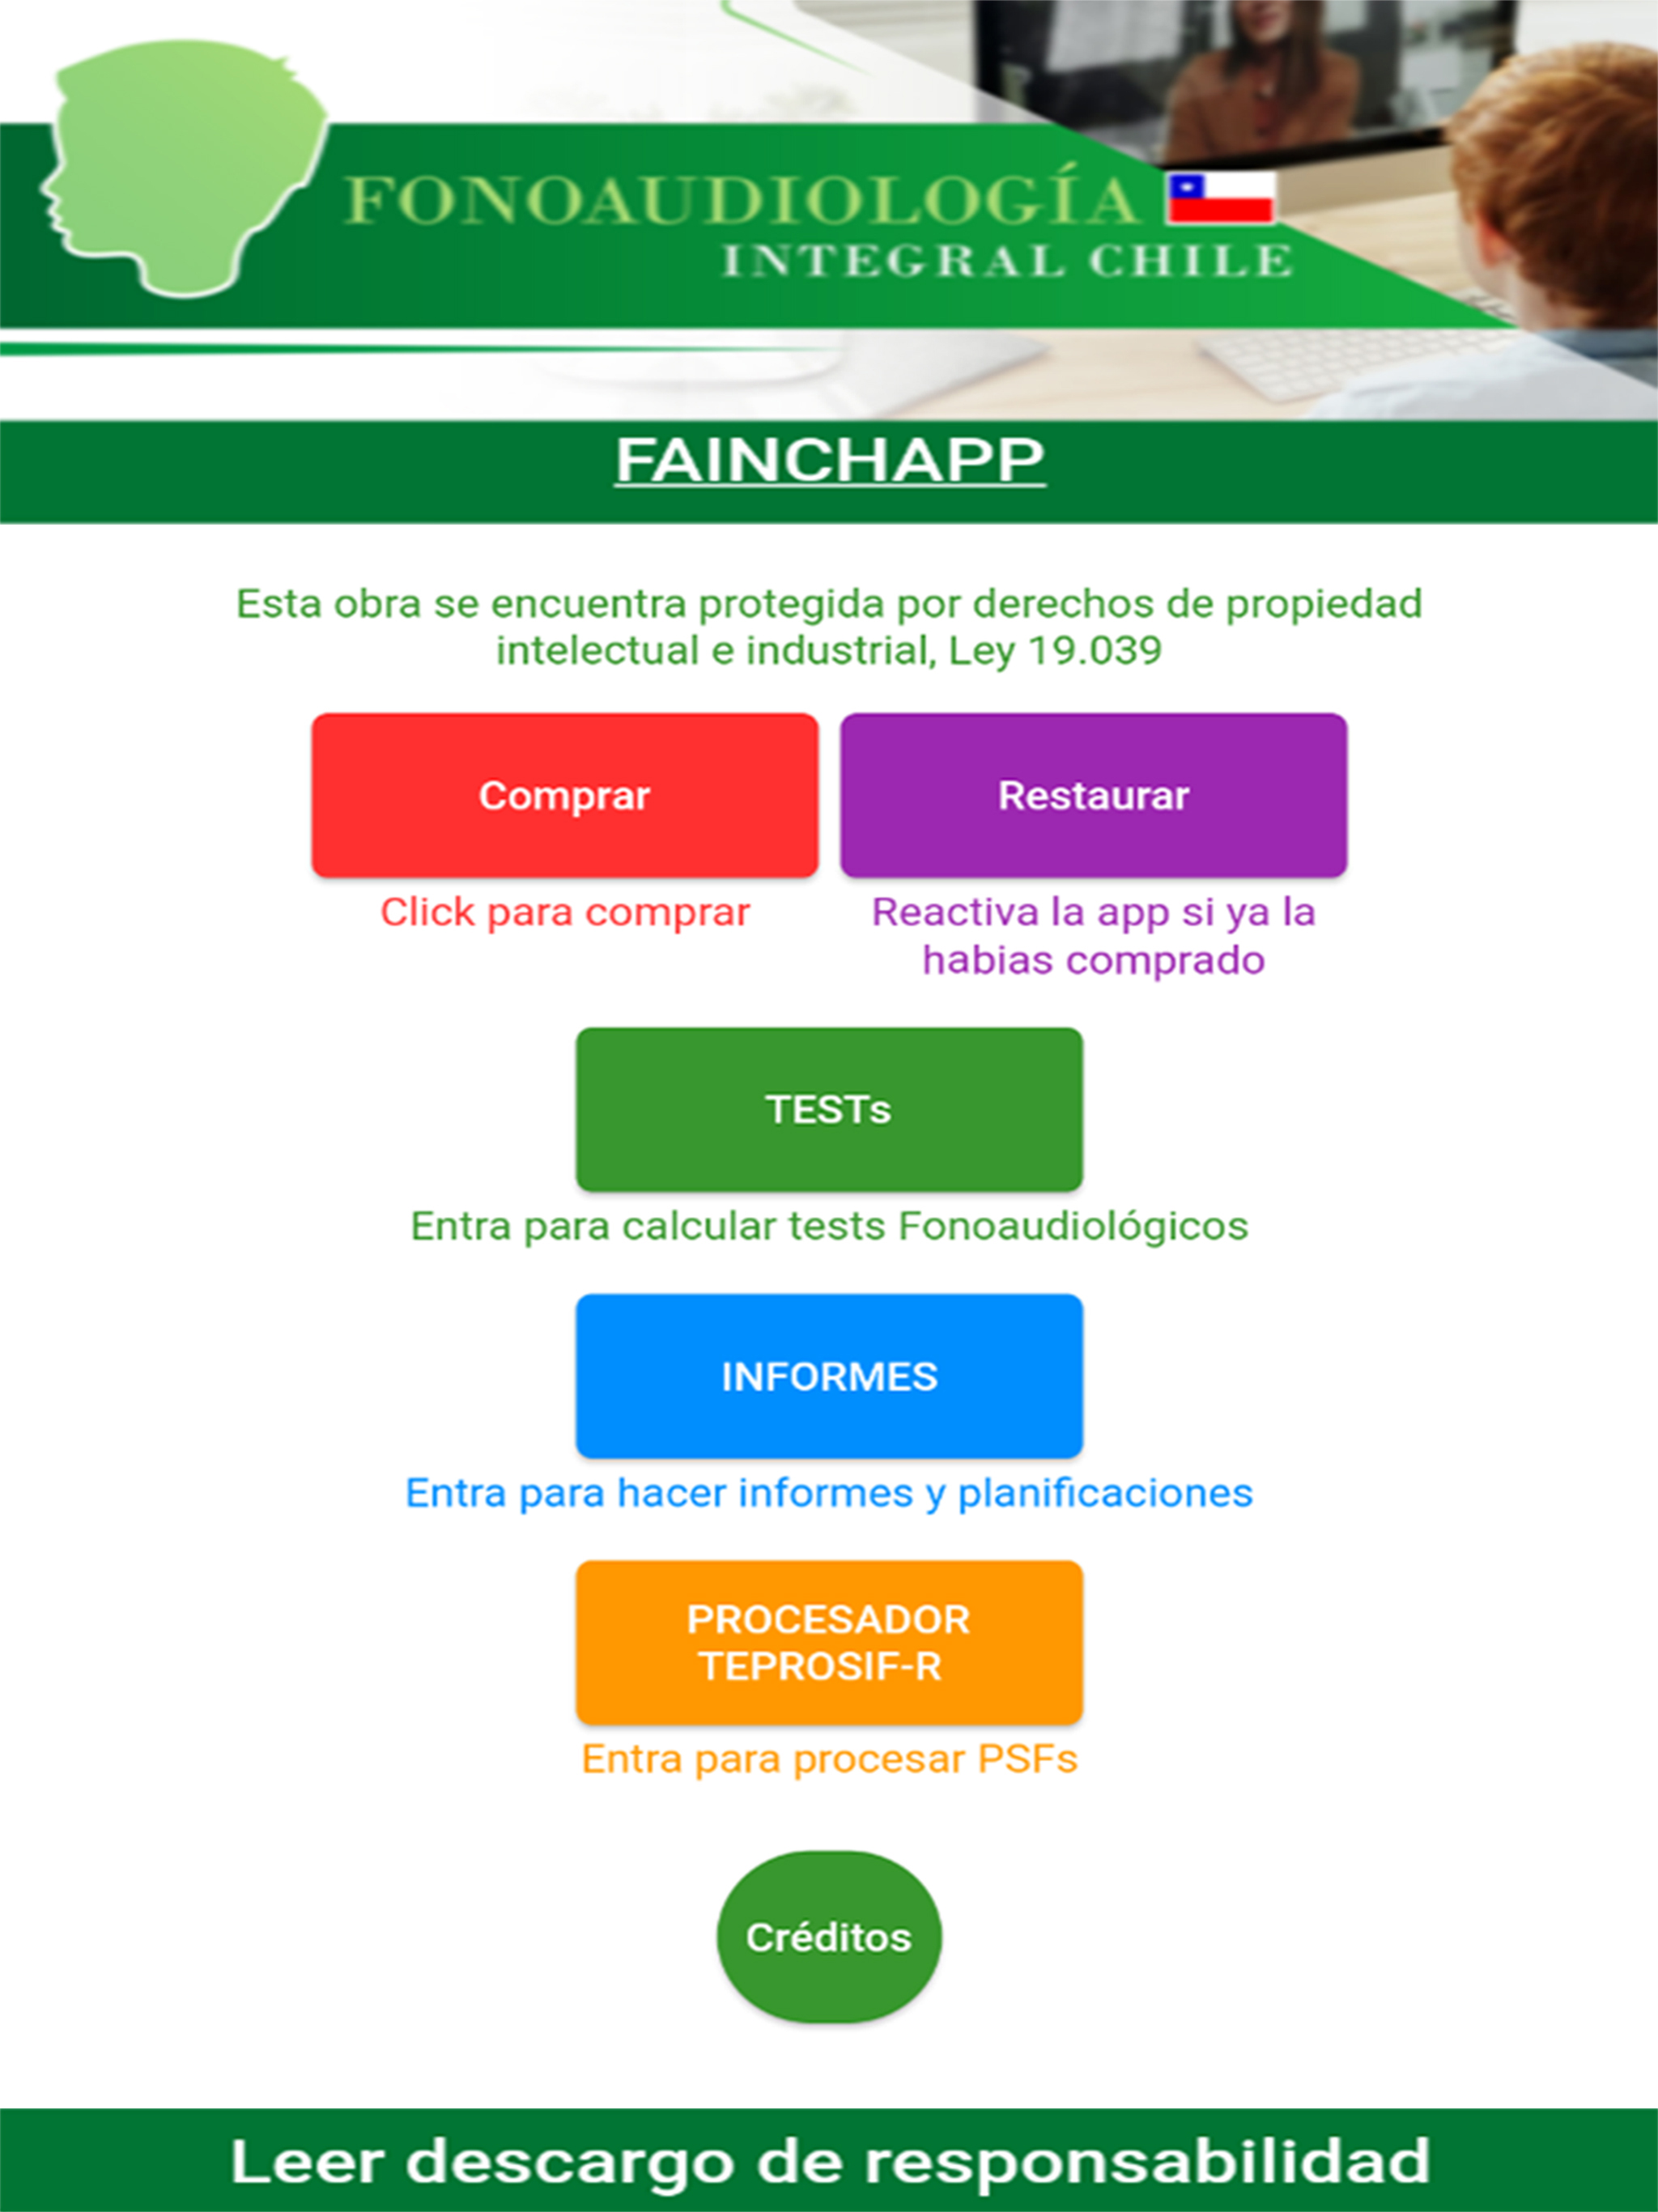 FONOAUDIOLOGÍA
INTEGRAL CHILE
FAINCHAPP
Esta obra se encuentra protegida por derechos de propiedad
intelectual e industrial, Ley 19.039
Comprar
Restaurar
Click para comprar
Reactiva la app si ya la
habias comprado
TESTs
Entra para calcular tests Fonoaudiológicos
INFORMES
Entra para hacer informes y planificaciones
PROCESADOR
TEPROSIF-R
Entra para procesar PSFs
Créditos
Leer descargo de responsabilidad